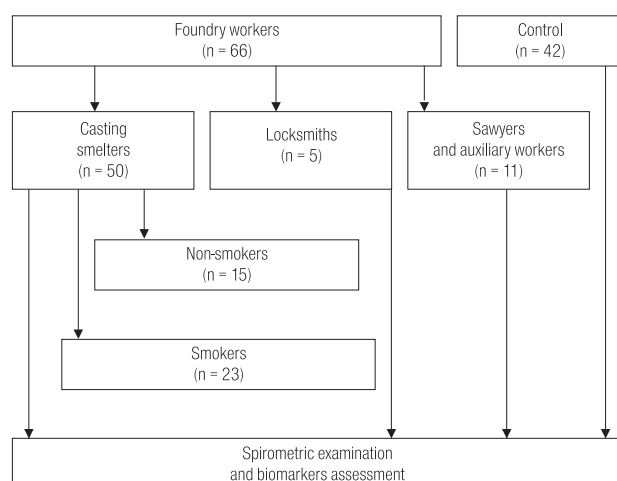 Foundry workers
(n = 66)
Control
(n = 42)
Casting
smelters
(n = 50)
Locksmiths
(n = 5)
Sawyers
and auxiliary workers
(n = 11)
Non-smokers
(n = 15)
Smokers
(n = 23)
Spirometric examination
and biomarkers assessment